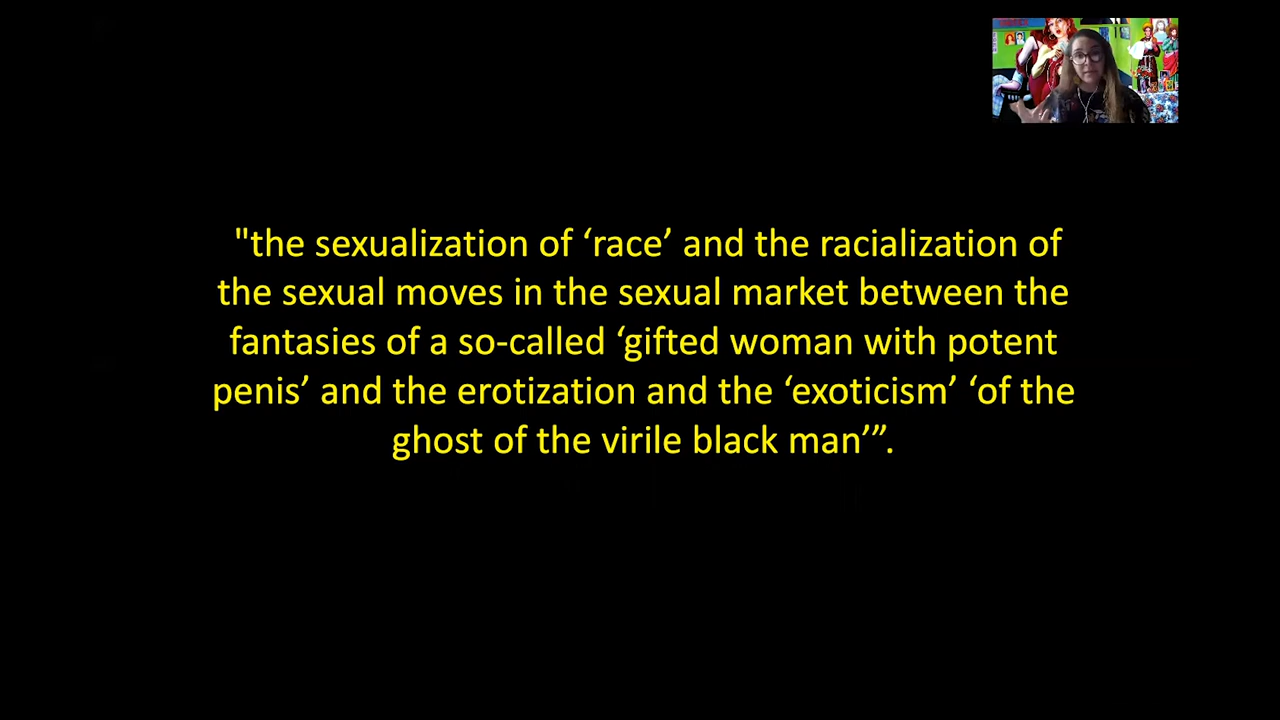 "the sexualization of ‘race’ and the racialization of
the sexual moves in the sexual market between the
fantasies of a so-called ‘gifted woman with potent
penis’ and the erotization and the ‘exoticism’ ‘of the
ghost of the virile black man’”.